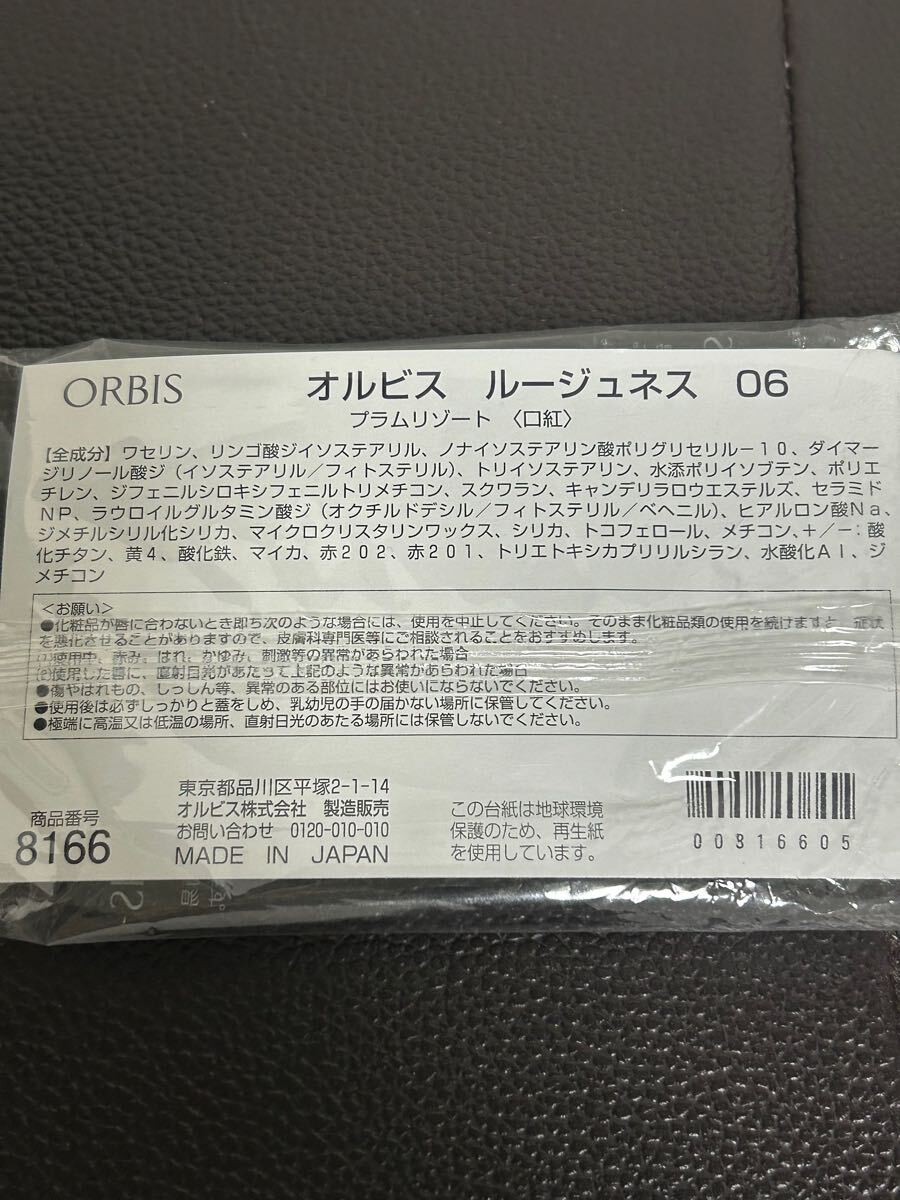 ORBIS オルビス ルージュネス 06
プラムリゾート 〈口紅〉
【全成分】ワセリン、リンゴ酸ジイソステアリル、ノナイソステアリン酸ポリグリセリル－10、ダイマー
ジリノール酸ジ（イソステアリル／フィトステリル）、トリイソステアリン、水添ポリイソブテン、ポリエ
チレン、ジフェニルシロキシフェニルトリメチコン、スクワラン、キャンデリラロウエステルズ、セラミド
NP、ラウロイルグルタミン酸ジ（オクチルドデシル／フィトステリル／ベヘニル）、ヒアルロン酸Na、
ジメチルシリル化シリカ、マイクロクリスタリンワックス、シリカ、トコフェロール、メチコン、＋／－：酸
化チタン、黄4、酸化鉄、マイカ、赤202、赤201、トリエトキシカプリリルシラン、水酸化Al、ジ
メチコン
＜お願い＞
●化粧品が唇に合わないとき即ち次のような場合には、使用を中止してください。そのまま化粧品類の使用を続けますと、症状
を悪化させることがありますので、皮膚科専門医等にご相談されることをおすすめします。
(1)使用中、赤み、はれ、かゆみ、刺激等の異常があらわれた場合
(2)使用した唇に、直射日光があたって上記のような異常があらわれた場合
●傷やはれもの、しっしん等、異常のある部位にはお使いにならないでください。
●使用後は必ずしっかりと蓋をしめ、乳幼児の手の届かない場所に保管してください。
●極端に高温又は低温の場所、直射日光のあたる場所には保管しないでください。
商品番号
8166
東京都品川区平塚2-1-14
オルビス株式会社 製造販売
お問い合わせ 0120-010-010
MADE IN JAPAN
この台紙は地球環境
保護のため、再生紙
を使用しています。
00316605